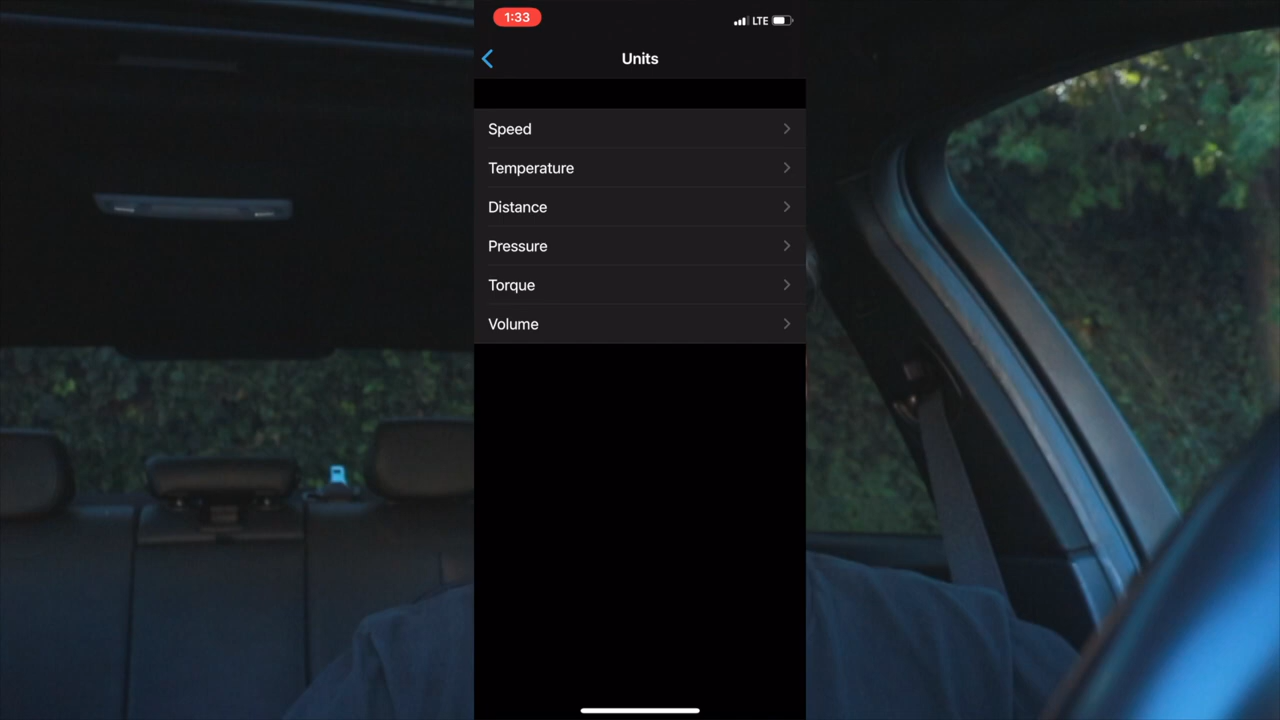 1:33
LTE
Units
Speed
Temperature
Distance
Pressure
Torque
Volume